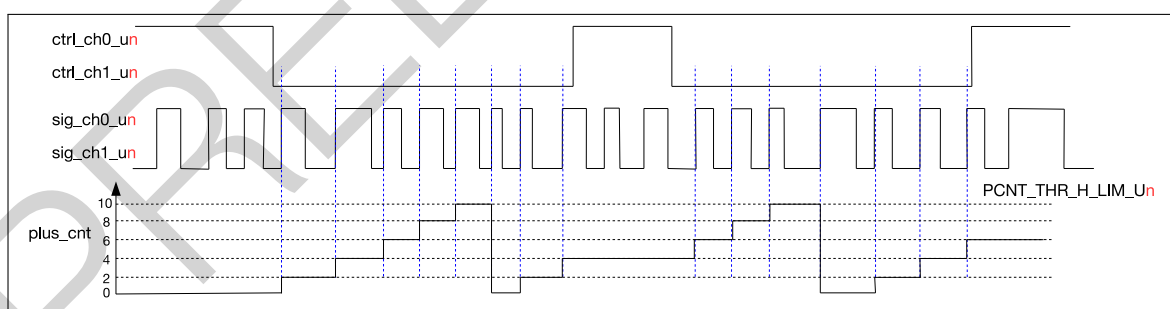 ctrl_ch0_un
ctrl_ch1_un
sig_ch0_un
sig_ch1_un
PCNT_THR_H_LIM_Un
10
8
plus_cnt
6
4
2
0